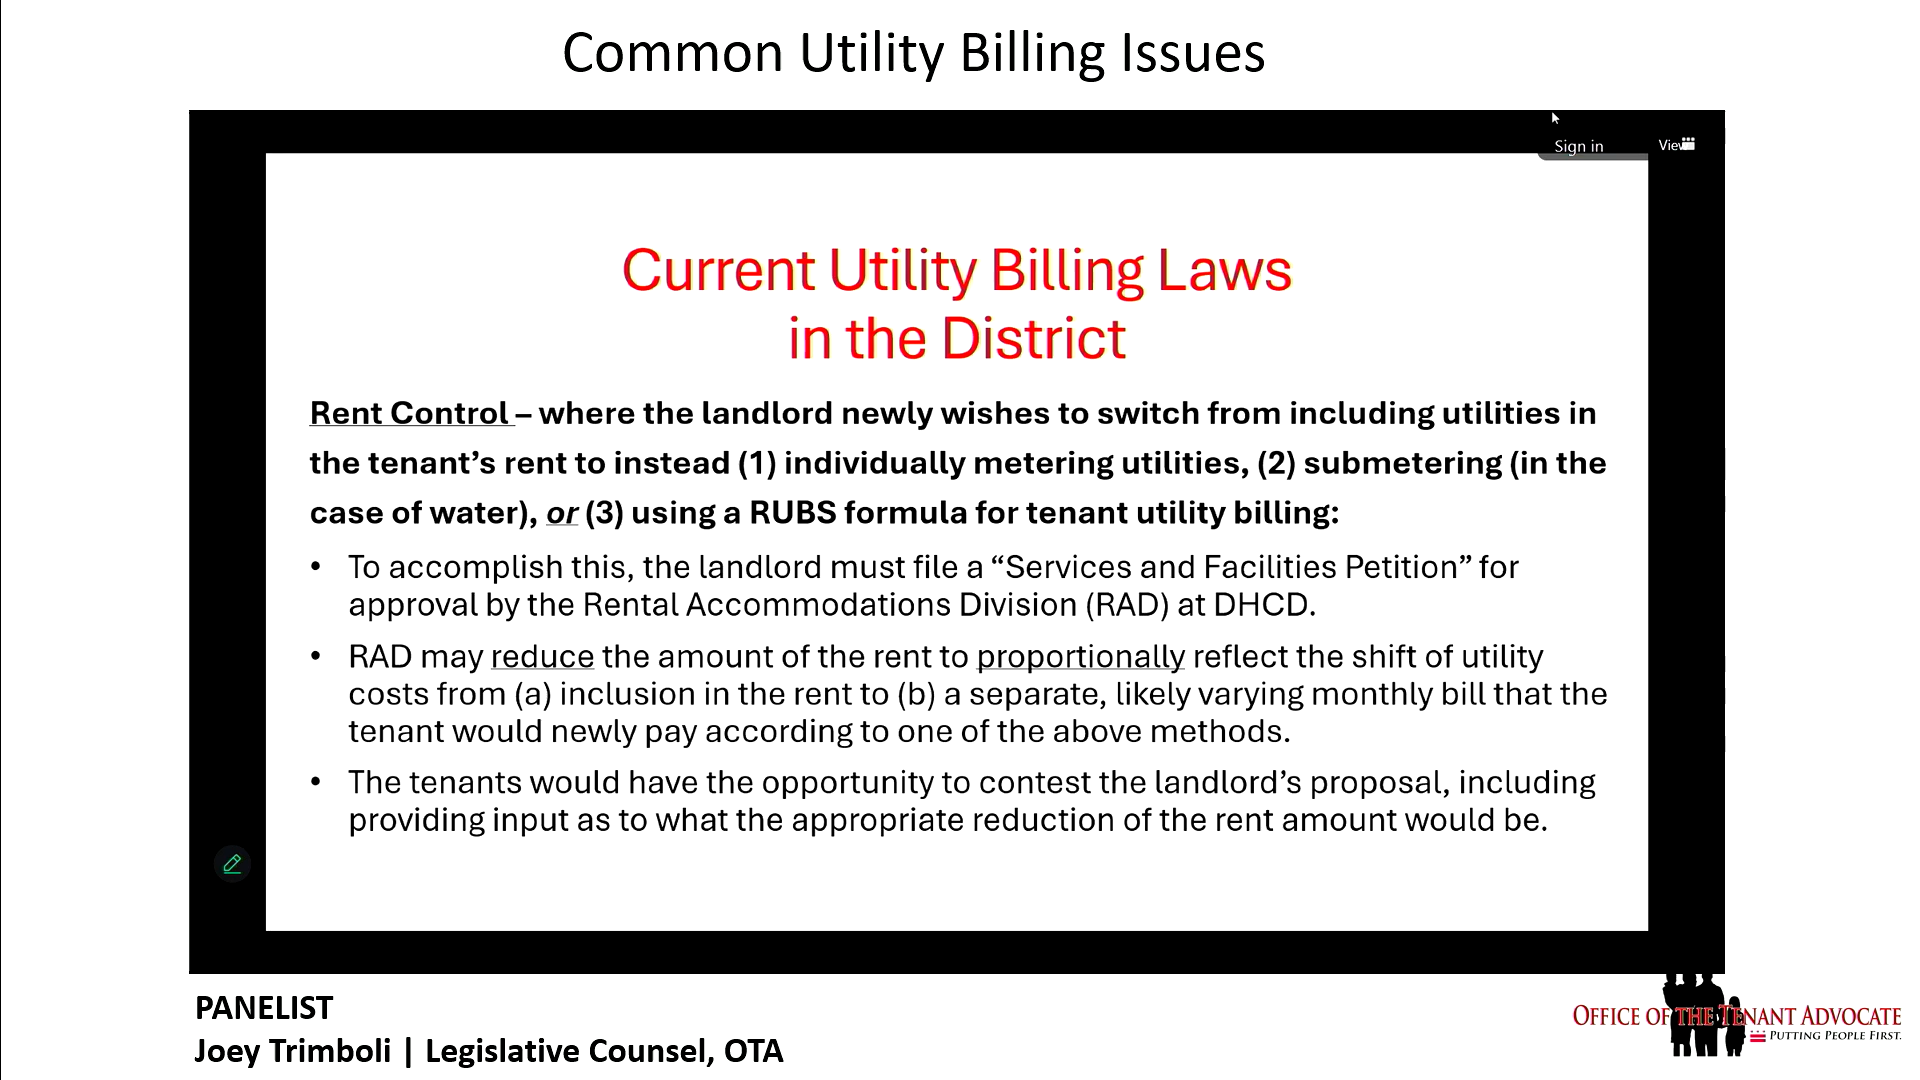 Common Utility Billing Issues
Sign in
View
Current Utility Billing Laws
in the District
Rent Control – where the landlord newly wishes to switch from including utilities in
the tenant’s rent to instead (1) individually metering utilities, (2) submetering (in the
case of water), or (3) using a RUBS formula for tenant utility billing:
• To accomplish this, the landlord must file a “Services and Facilities Petition” for
approval by the Rental Accommodations Division (RAD) at DHCD.
• RAD may reduce the amount of the rent to proportionally reflect the shift of utility
costs from (a) inclusion in the rent to (b) a separate, likely varying monthly bill that the
tenant would newly pay according to one of the above methods.
• The tenants would have the opportunity to contest the landlord’s proposal, including
providing input as to what the appropriate reduction of the rent amount would be.
PANELIST
Joey Trimboli | Legislative Counsel, OTA
OFFICE OF THE TENANT ADVOCATE
PUTTING PEOPLE FIRST.